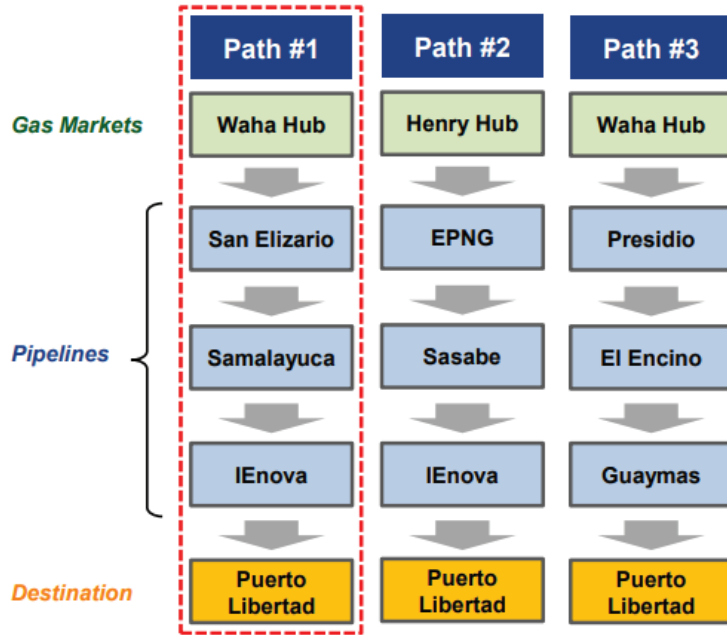 Path #1 Path #2 Path #3
Gas Markets Waha Hub Henry Hub Waha Hub
San Elizario EPNG Presidio
Pipelines Samalayuca Sasabe El Encino
IEnova IEnova Guaymas
Destination Puerto Libertad Puerto Libertad Puerto Libertad